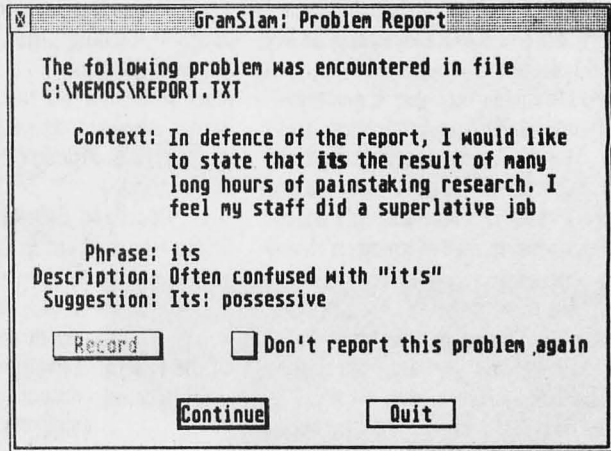 GramSlam: Problem Report
The following problem was encountered in file
C:\MEMOS\REPORT.TXT
Context: In defence of the report, I would like
to state that its the result of many
long hours of painstaking research. I
feel my staff did a superlative job
Phrase: its
Description: Often confused with "it's"
Suggestion: Its: possessive
Record
Don't report this problem again
Continue
Quit